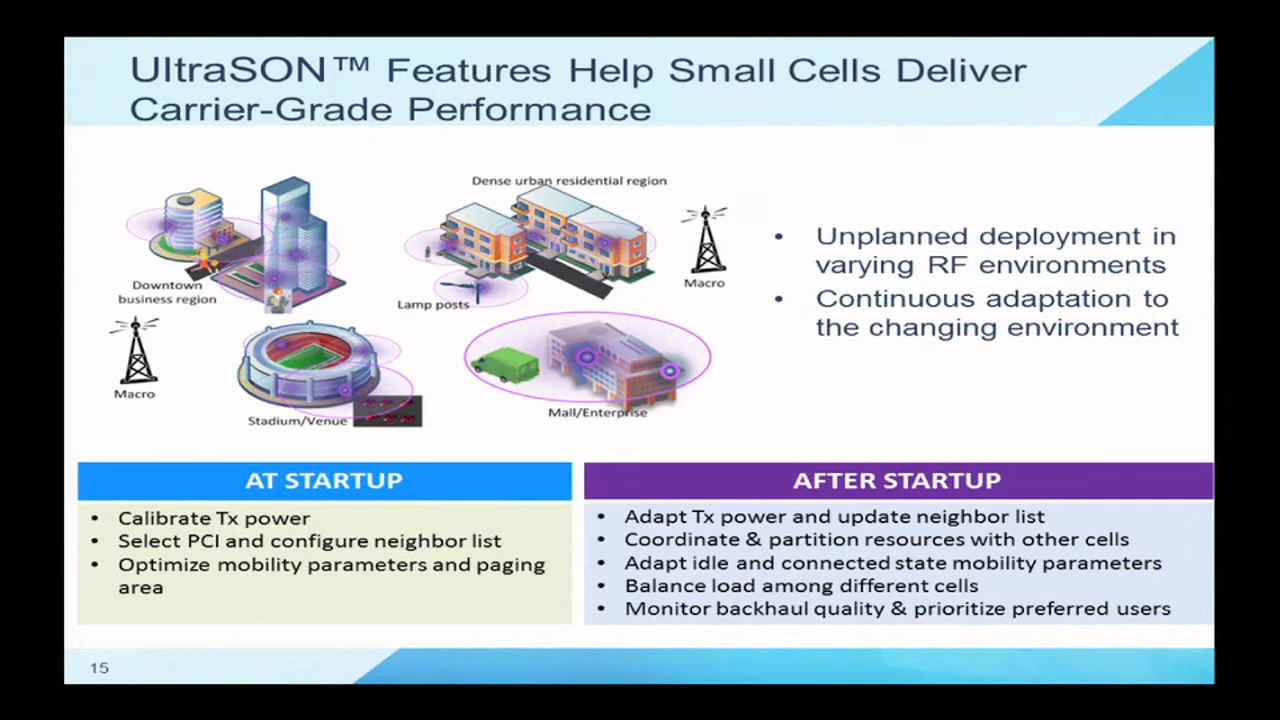 UltraSON™ Features Help Small Cells Deliver
Carrier-Grade Performance
Dense urban residential region
Downtown
business region
Lamp posts
Macro
Macro
Stadium/Venue
Mall/Enterprise
• Unplanned deployment in
varying RF environments
• Continuous adaptation to
the changing environment
AT STARTUP
• Calibrate Tx power
• Select PCI and configure neighbor list
• Optimize mobility parameters and paging
area
AFTER STARTUP
• Adapt Tx power and update neighbor list
• Coordinate & partition resources with other cells
• Adapt idle and connected state mobility parameters
• Balance load among different cells
• Monitor backhaul quality & prioritize preferred users
15